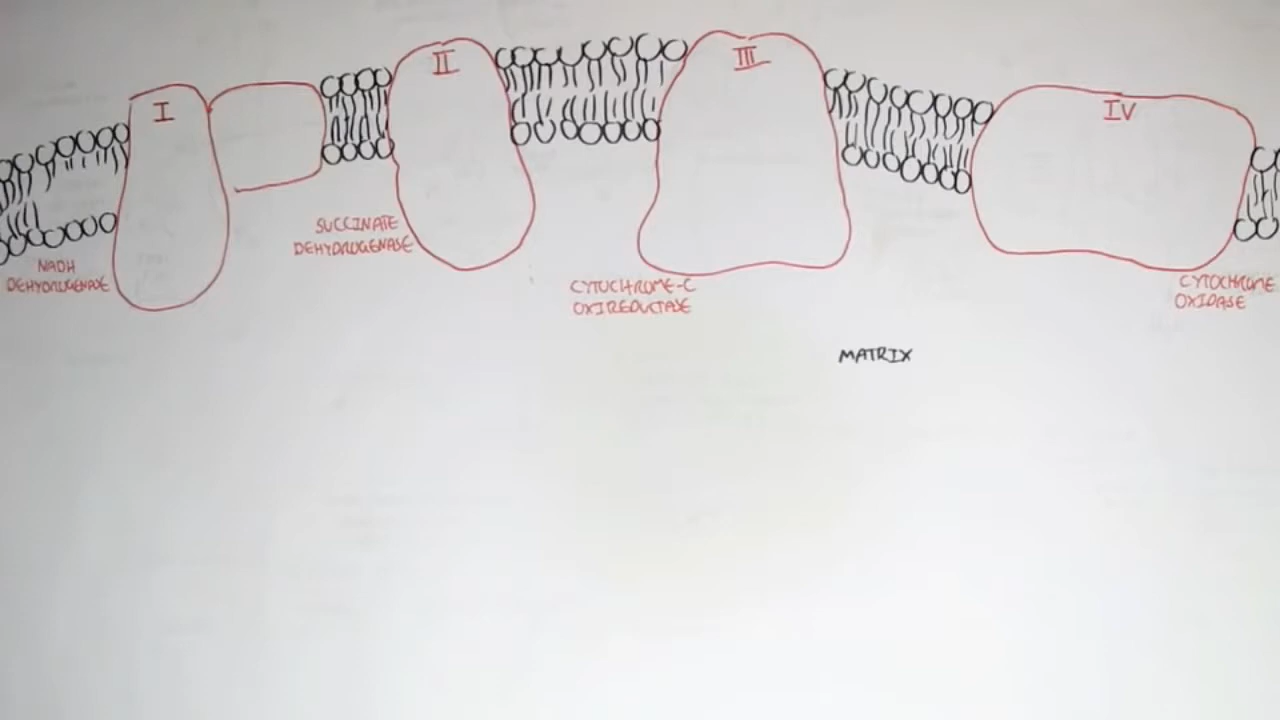 I
II
III
IV
NADH
DEHYDROGENASE
SUCCINATE
DEHYDROGENASE
CYTOCHROME-C
OXIREDUCTASE
CYTOCHROME
OXIDASE
MATRIX